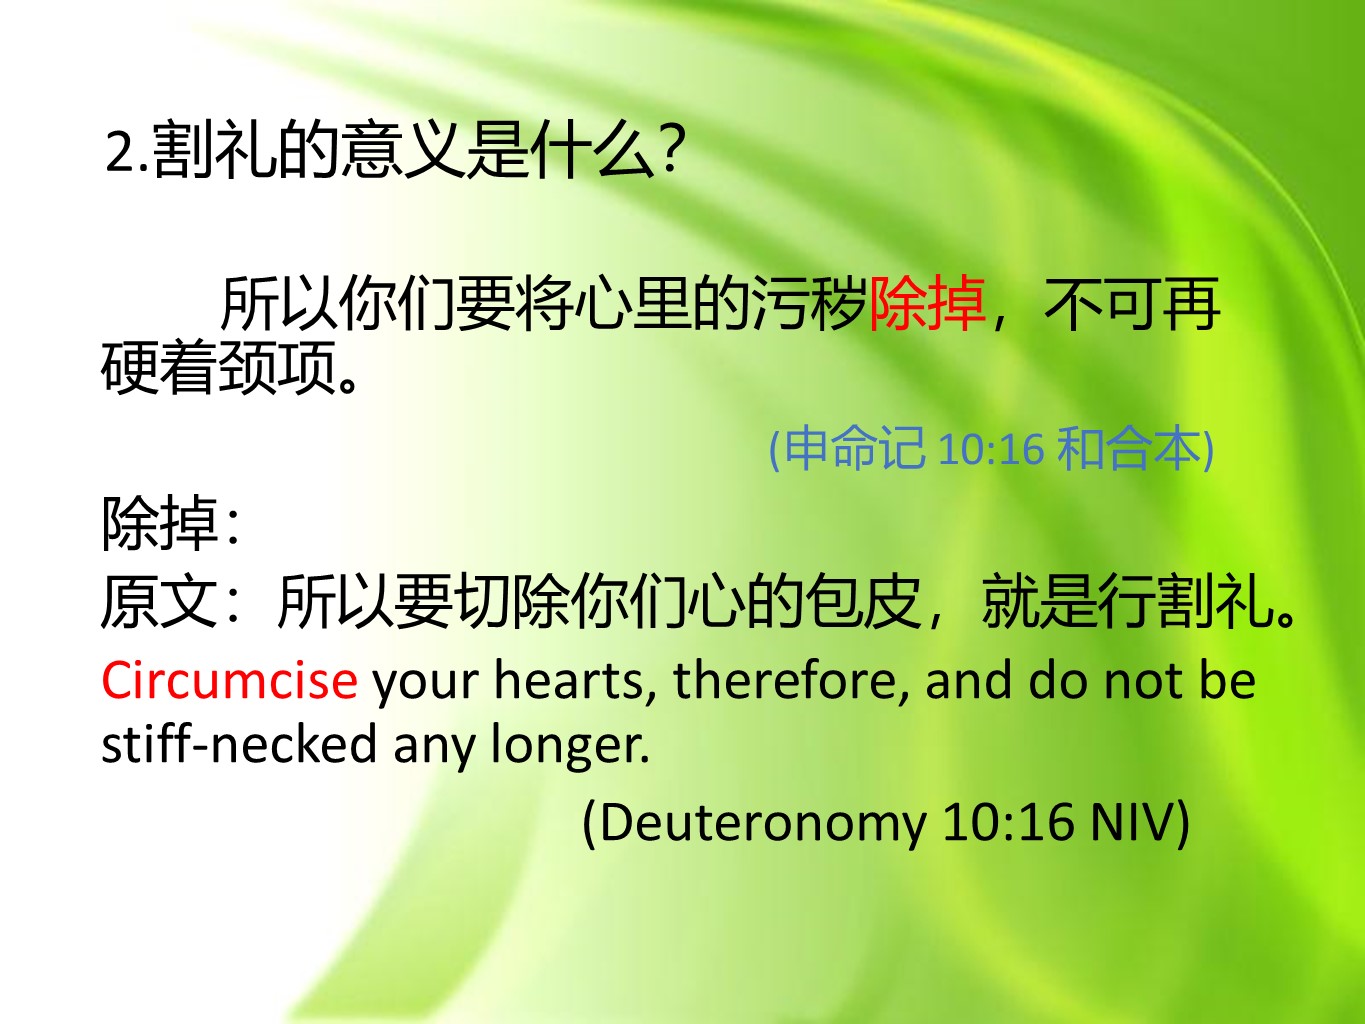 2.割礼的意义是什么？
所以你们要将心里的污秽除掉，不可再
硬着颈项。
(申命记 10:16 和合本)
除掉：
原文：所以要切除你们心的包皮，就是行割礼。
Circumcise your hearts, therefore, and do not be
stiff-necked any longer.
(Deuteronomy 10:16 NIV)